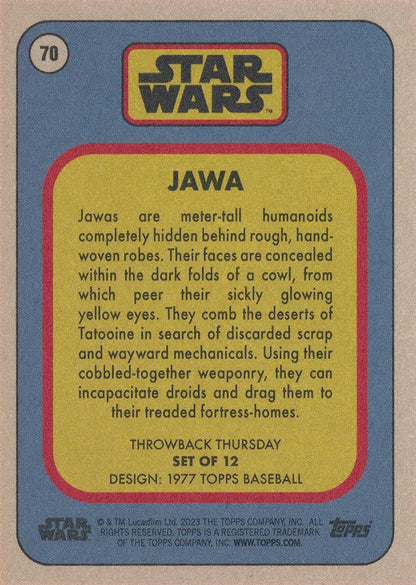 70
STAR
WARS™
JAWA
Jawas are meter-tall humanoids
completely hidden behind rough, hand-
woven robes. Their faces are concealed
within the dark folds of a cowl, from
which peer their sickly glowing
yellow eyes. They comb the deserts of
Tatooine in search of discarded scrap
and wayward mechanicals. Using their
cobbled-together weaponry, they can
incapacitate droids and drag them to
their treaded fortress-homes.
THROWBACK THURSDAY
SET OF 12
DESIGN: 1977 TOPPS BASEBALL
STAR
WARS
© & TM Lucasfilm Ltd. 2023 THE TOPPS COMPANY, INC. ALL
RIGHTS RESERVED. TOPPS IS A REGISTERED TRADEMARK
OF THE TOPPS COMPANY, INC. WWW.TOPPS.COM.
topps